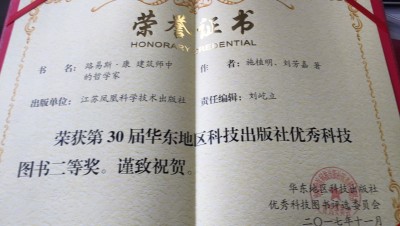 荣誉证书
HONORARY CREDENTIAL
书 名：路易斯·康 建筑师中的哲学家
作 者：施植明、刘芳嘉 著
出版单位：江苏凤凰科学技术出版社
责任编辑：刘屹立
荣获第30届华东地区科技出版社优秀科技
图书二等奖。谨致祝贺。
华东地区科技出版社
优秀科技图书评选委员会
二〇一七年十一月